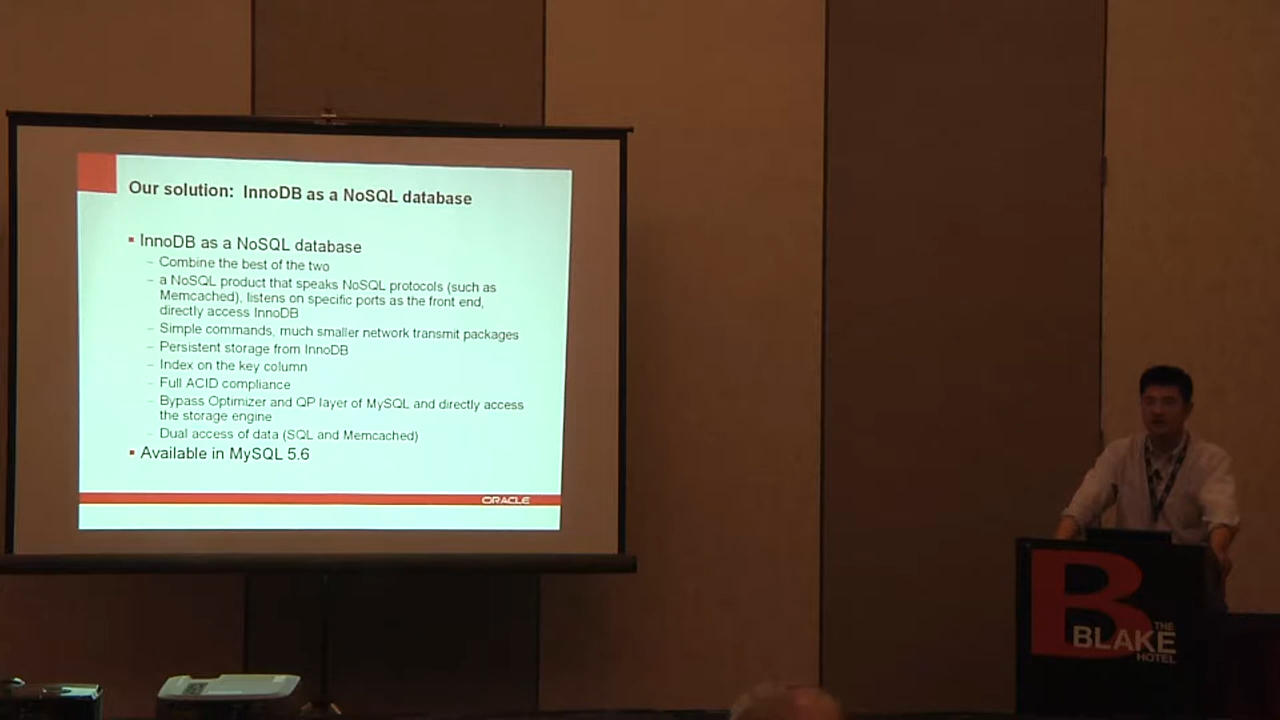 Our solution: InnoDB as a NoSQL database
InnoDB as a NoSQL database
– Combine the best of the two
– a NoSQL product that speaks NoSQL protocols (such as
Memcached), listens on specific ports as the front end,
directly access InnoDB
– Simple commands, much smaller network transmit packages
– Persistent storage from InnoDB
– Index on the key column
– Full ACID compliance
– Bypass Optimizer and QP layer of MySQL and directly access
the storage engine
– Dual access of data (SQL and Memcached)
Available in MySQL 5.6
ORACLE
B
THE
BLAKE
HOTEL